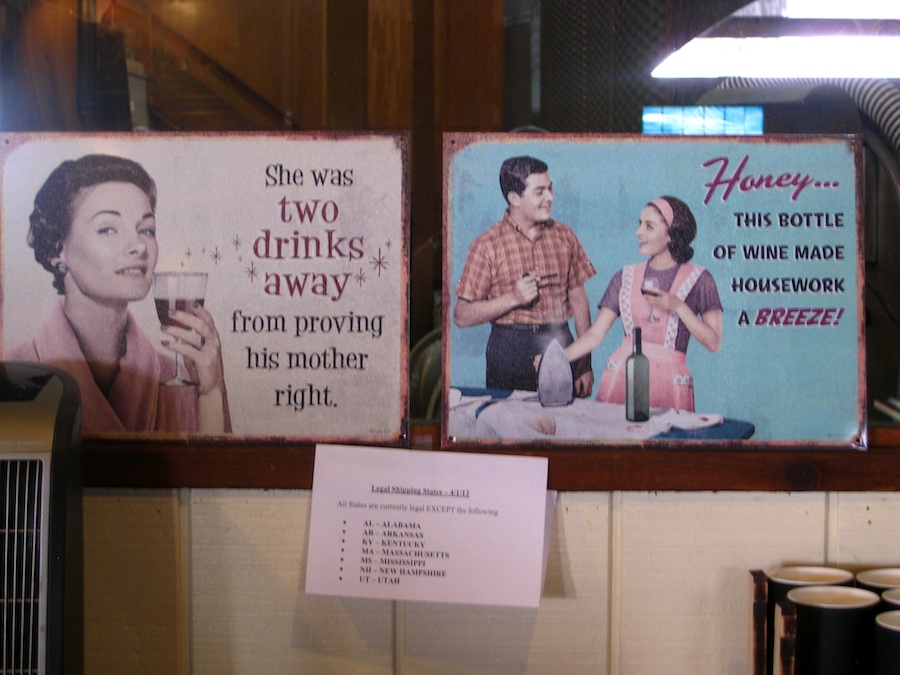 She was
two
drinks
away
from proving
his mother
right.
Honey...
THIS BOTTLE
OF WINE MADE
HOUSEWORK
A BREEZE!
Legal Shipping States – 4/1/12
All States are currently legal EXCEPT the following
• AL – ALABAMA
• AR – ARKANSAS
• KY – KENTUCKY
• MA – MASSACHUSETTS
• MS – MISSISSIPPI
• NH – NEW HAMPSHIRE
• UT – UTAH